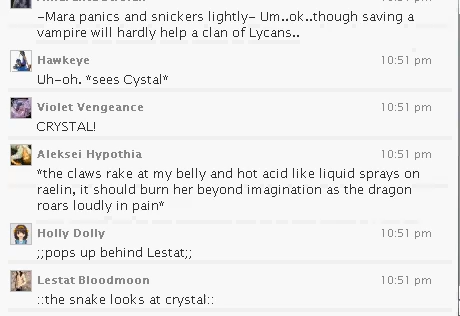 –Mara panics and snickers lightly– Um..ok..though saving a
vampire will hardly help a clan of Lycans..
Hawkeye 10:51 pm
Uh-oh. *sees Cystal*
Violet Vengeance 10:51 pm
CRYSTAL!
Aleksei Hypothia 10:51 pm
*the claws rake at my belly and hot acid like liquid sprays on
raelin, it should burn her beyond imagination as the dragon
roars loudly in pain*
Holly Dolly 10:51 pm
;;pops up behind Lestat;;
Lestat Bloodmoon 10:51 pm
::the snake looks at crystal::